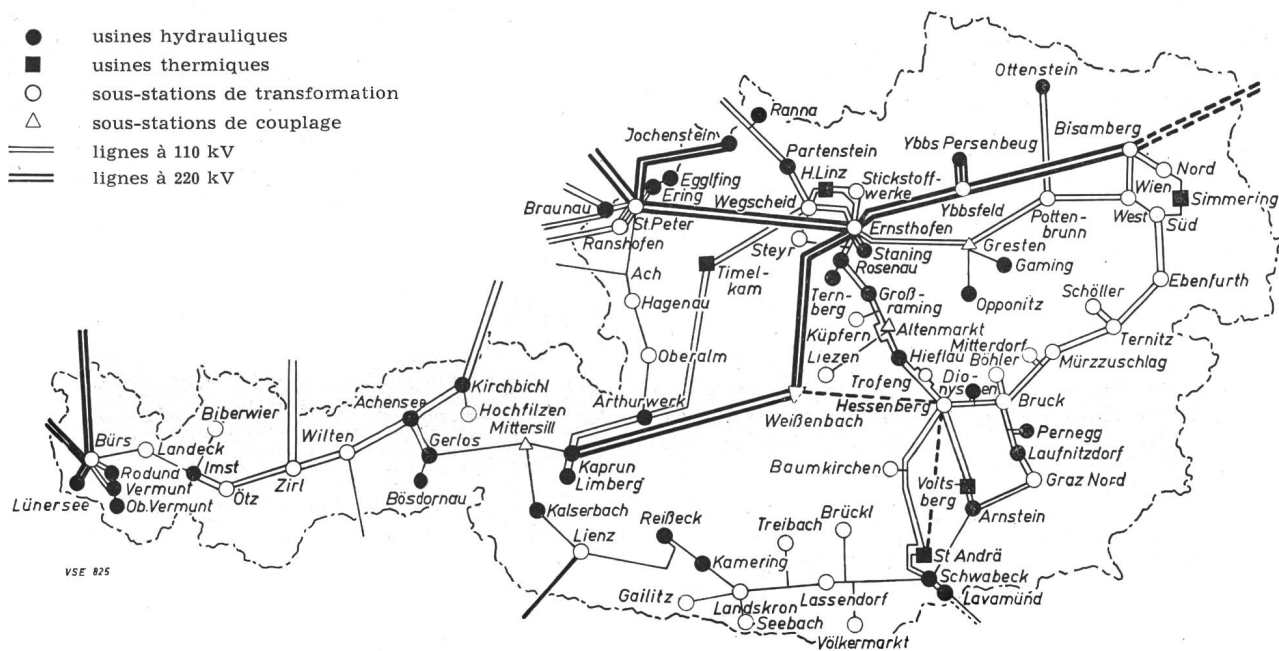 usines hydrauliques
usines thermiques
sous-stations de transformation
sous-stations de couplage
lignes à 110 kV
lignes à 220 kV
Ottenstein
Ranna
Jochenstein
Partenstein
Ybbs Persenbeug
Bisamberg
H.Linz
Stickstoff-
werke
Nord
Egglfing
Ering
Wegscheid
Wien
Simmering
Braunau
St.Peter
Ybbsfeld
West
Süd
Ranshofen
Ernsthofen
Potten-
brunn
Steyr
Staning
Gresten
Rosenau
Gaming
Ach
Timel-
kam
Ebenfurth
Hagenau
Tern-
berg
Groß-
raming
Opponitz
Schöller
Küpfern
Altenmarkt
Ternitz
Liezen
Mitterdorf
Böhler
Mürzzuschlag
Oberalm
Hieflau
Trofeng
Dio-
nysen
Kirchbichl
Hessenberg
Bruck
Achensee
Arthurwerk
Weißenbach
Biberwier
Hochfilzen
Mittersill
Pernegg
Bürs
Landeck
Wilten
Gerlos
Laufnitzdorf
Roduna
Imst
Kaprun
Baumkirchen
Vermunt
Zirl
Limberg
Volts-
berg
Graz Nord
Lünersee
Ob.Vermunt
Ötz
Bösdornau
Kalserbach
Reißeck
Treibach
Brückl
Arnstein
Lienz
St Andrä
Kamering
VSE 825
Schwabeck
Gailitz
Landskron
Lassendorf
Lavamünd
Seebach
Völkermarkt